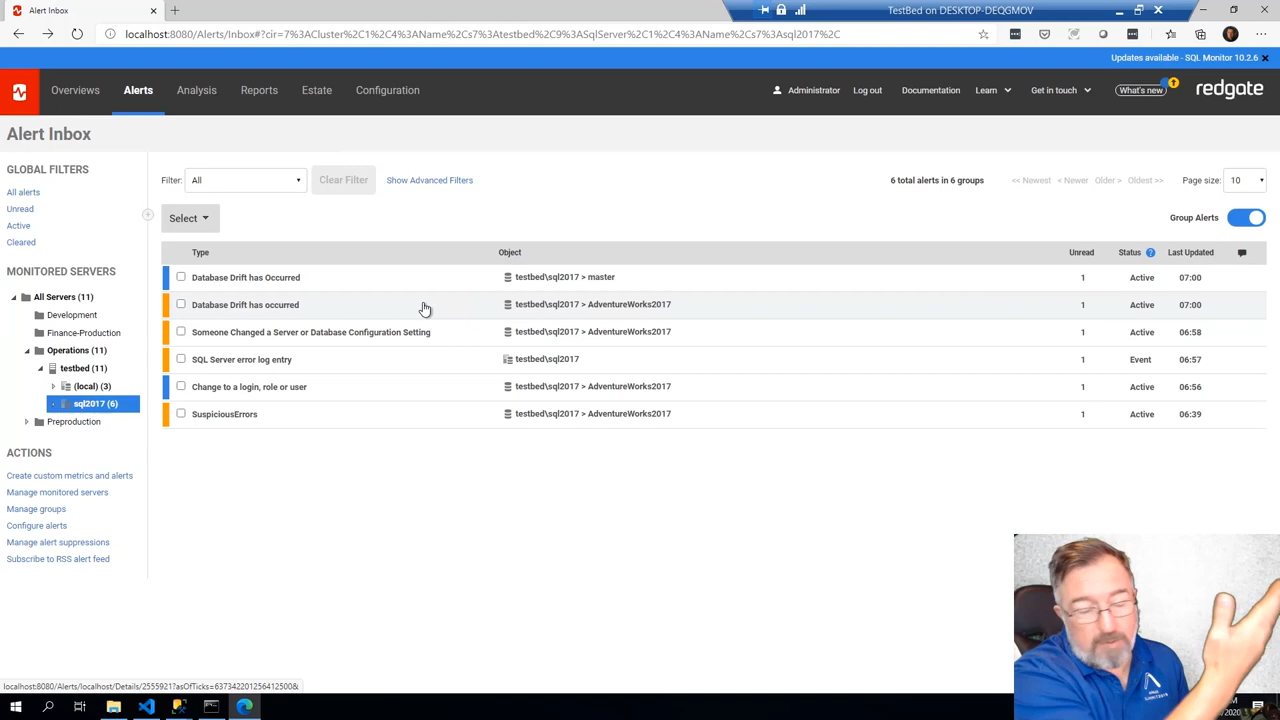 Alert Inbox
TestBed on DESKTOP-DEQGMOV
localhost:8080/Alerts/Inbox#?cir=7%3ACluster%2C1%2C4%3AName%2Cs7%3Atestbed%2C9%3ASqlServer%2C1%2C4%3AName%2Cs7%3Asql2017%2C
Updates available - SQL Monitor 10.2.6
Overviews Alerts Analysis Reports Estate Configuration Administrator Log out Documentation Learn Get in touch What's new redgate
Alert Inbox
GLOBAL FILTERS
All alerts
Unread
Active
Cleared
MONITORED SERVERS
All Servers (11)
Development
Finance-Production
Operations (11)
testbed (11)
(local) (3)
sql2017 (6)
Preproduction
ACTIONS
Create custom metrics and alerts
Manage monitored servers
Manage groups
Configure alerts
Manage alert suppressions
Subscribe to RSS alert feed
Filter: All Clear Filter Show Advanced Filters 6 total alerts in 6 groups << Newest < Newer Older > Oldest >> Page size: 10
Select Group Alerts
Type Object Unread Status Last Updated
Database Drift has Occurred testbed\sql2017 > master 1 Active 07:00
Database Drift has occurred testbed\sql2017 > AdventureWorks2017 1 Active 07:00
Someone Changed a Server or Database Configuration Setting testbed\sql2017 > AdventureWorks2017 1 Active 06:58
SQL Server error log entry testbed\sql2017 1 Event 06:57
Change to a login, role or user testbed\sql2017 > AdventureWorks2017 1 Active 06:56
SuspiciousErrors testbed\sql2017 > AdventureWorks2017 1 Active 06:39
localhost:8080/Alerts/localhost/Details/2555921?asOfTicks=637342201256412500&